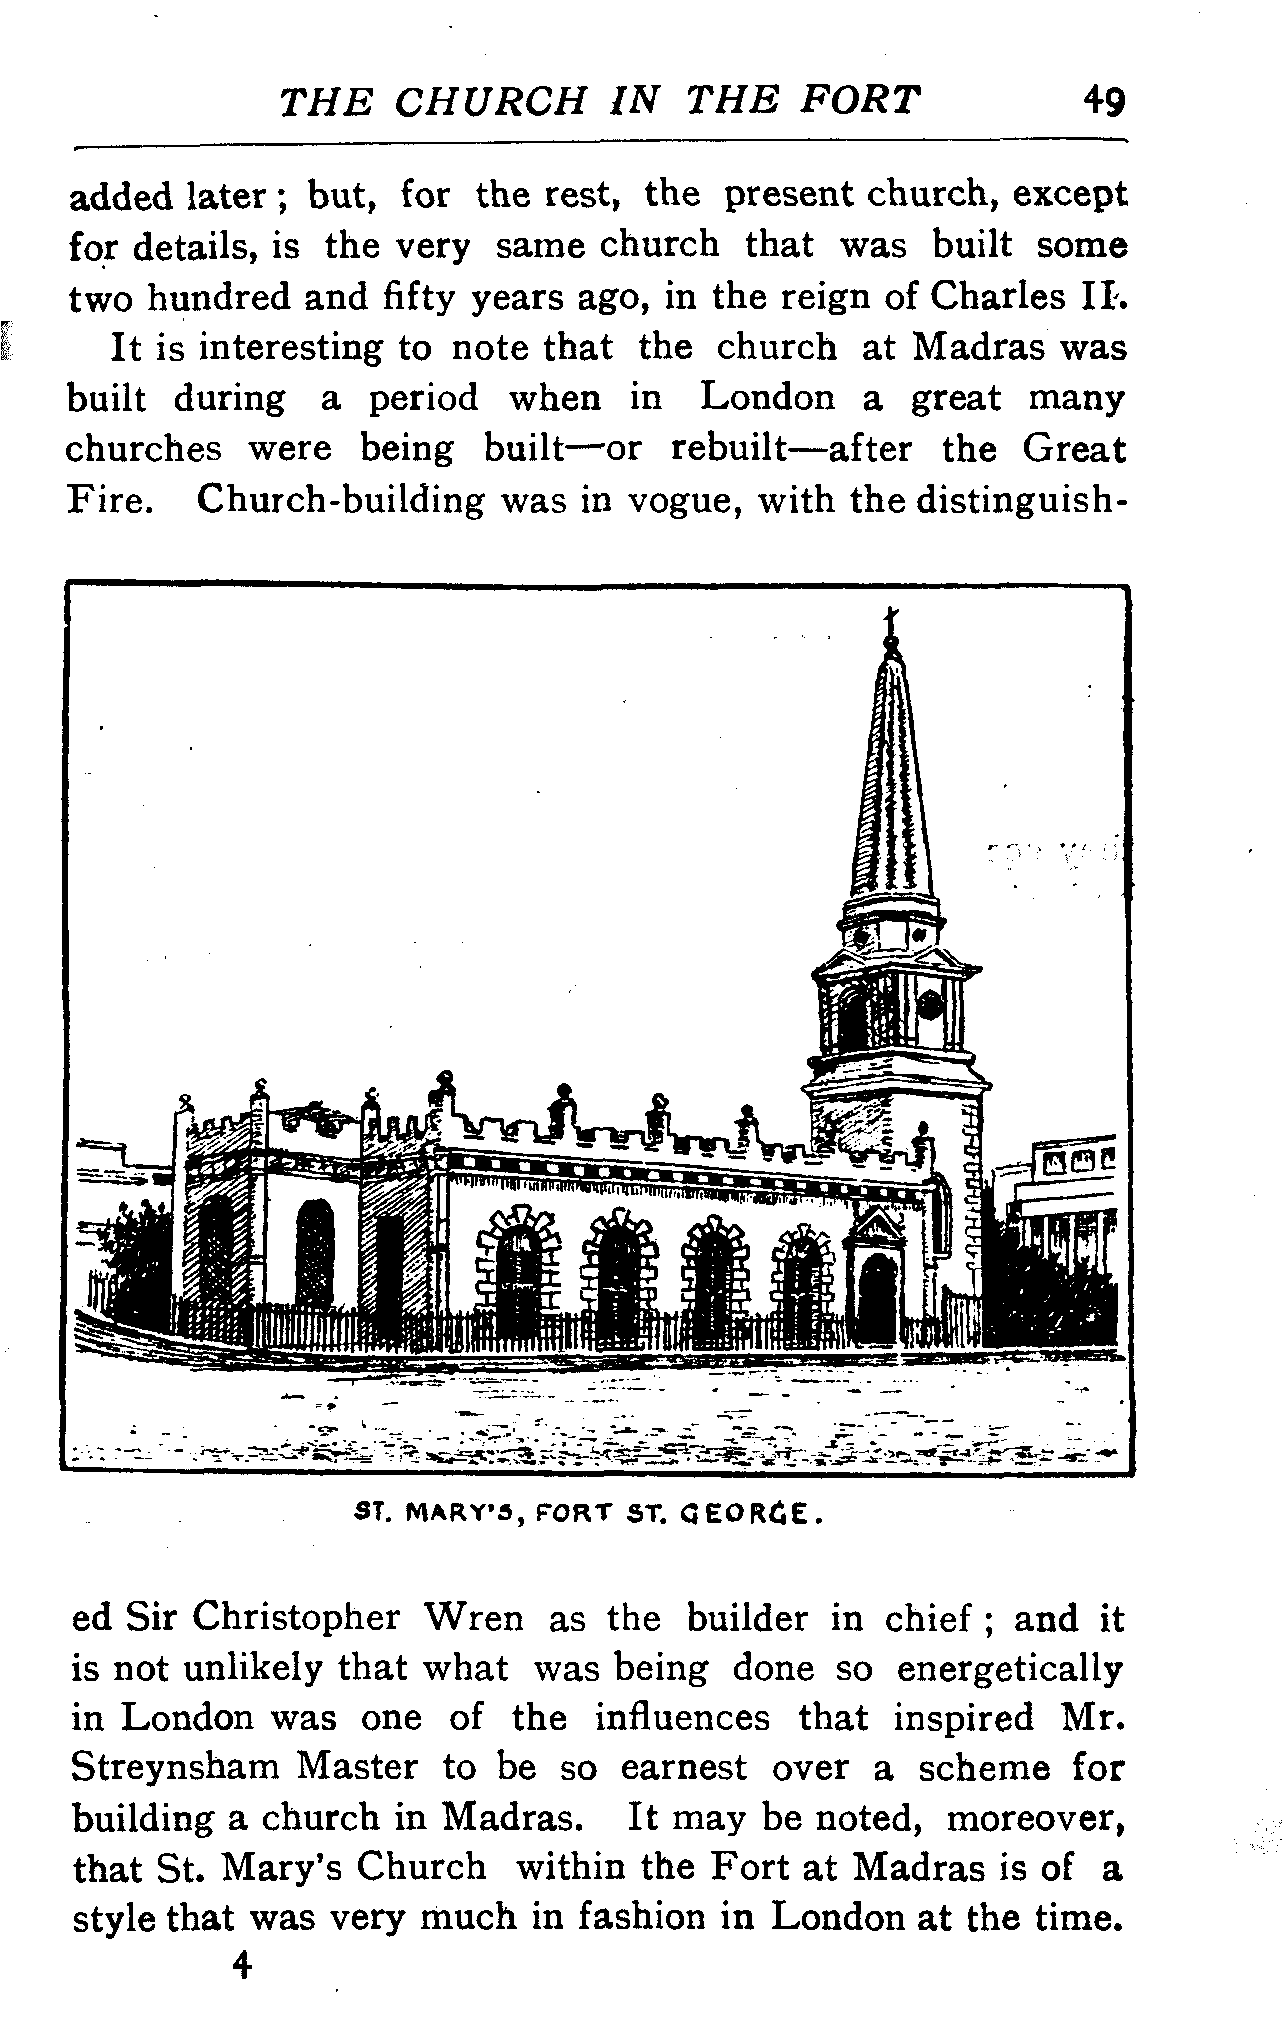 THE CHURCH IN THE FORT 49
added later ; but, for the rest, the present church, except
for details, is the very same church that was built some
two hundred and fifty years ago, in the reign of Charles II.
It is interesting to note that the church at Madras was
built during a period when in London a great many
churches were being built—or rebuilt—after the Great
Fire. Church-building was in vogue, with the distinguish-
ST. MARY'S, FORT ST. GEORGE.
ed Sir Christopher Wren as the builder in chief ; and it
is not unlikely that what was being done so energetically
in London was one of the influences that inspired Mr.
Streynsham Master to be so earnest over a scheme for
building a church in Madras. It may be noted, moreover,
that St. Mary's Church within the Fort at Madras is of a
style that was very much in fashion in London at the time.
4